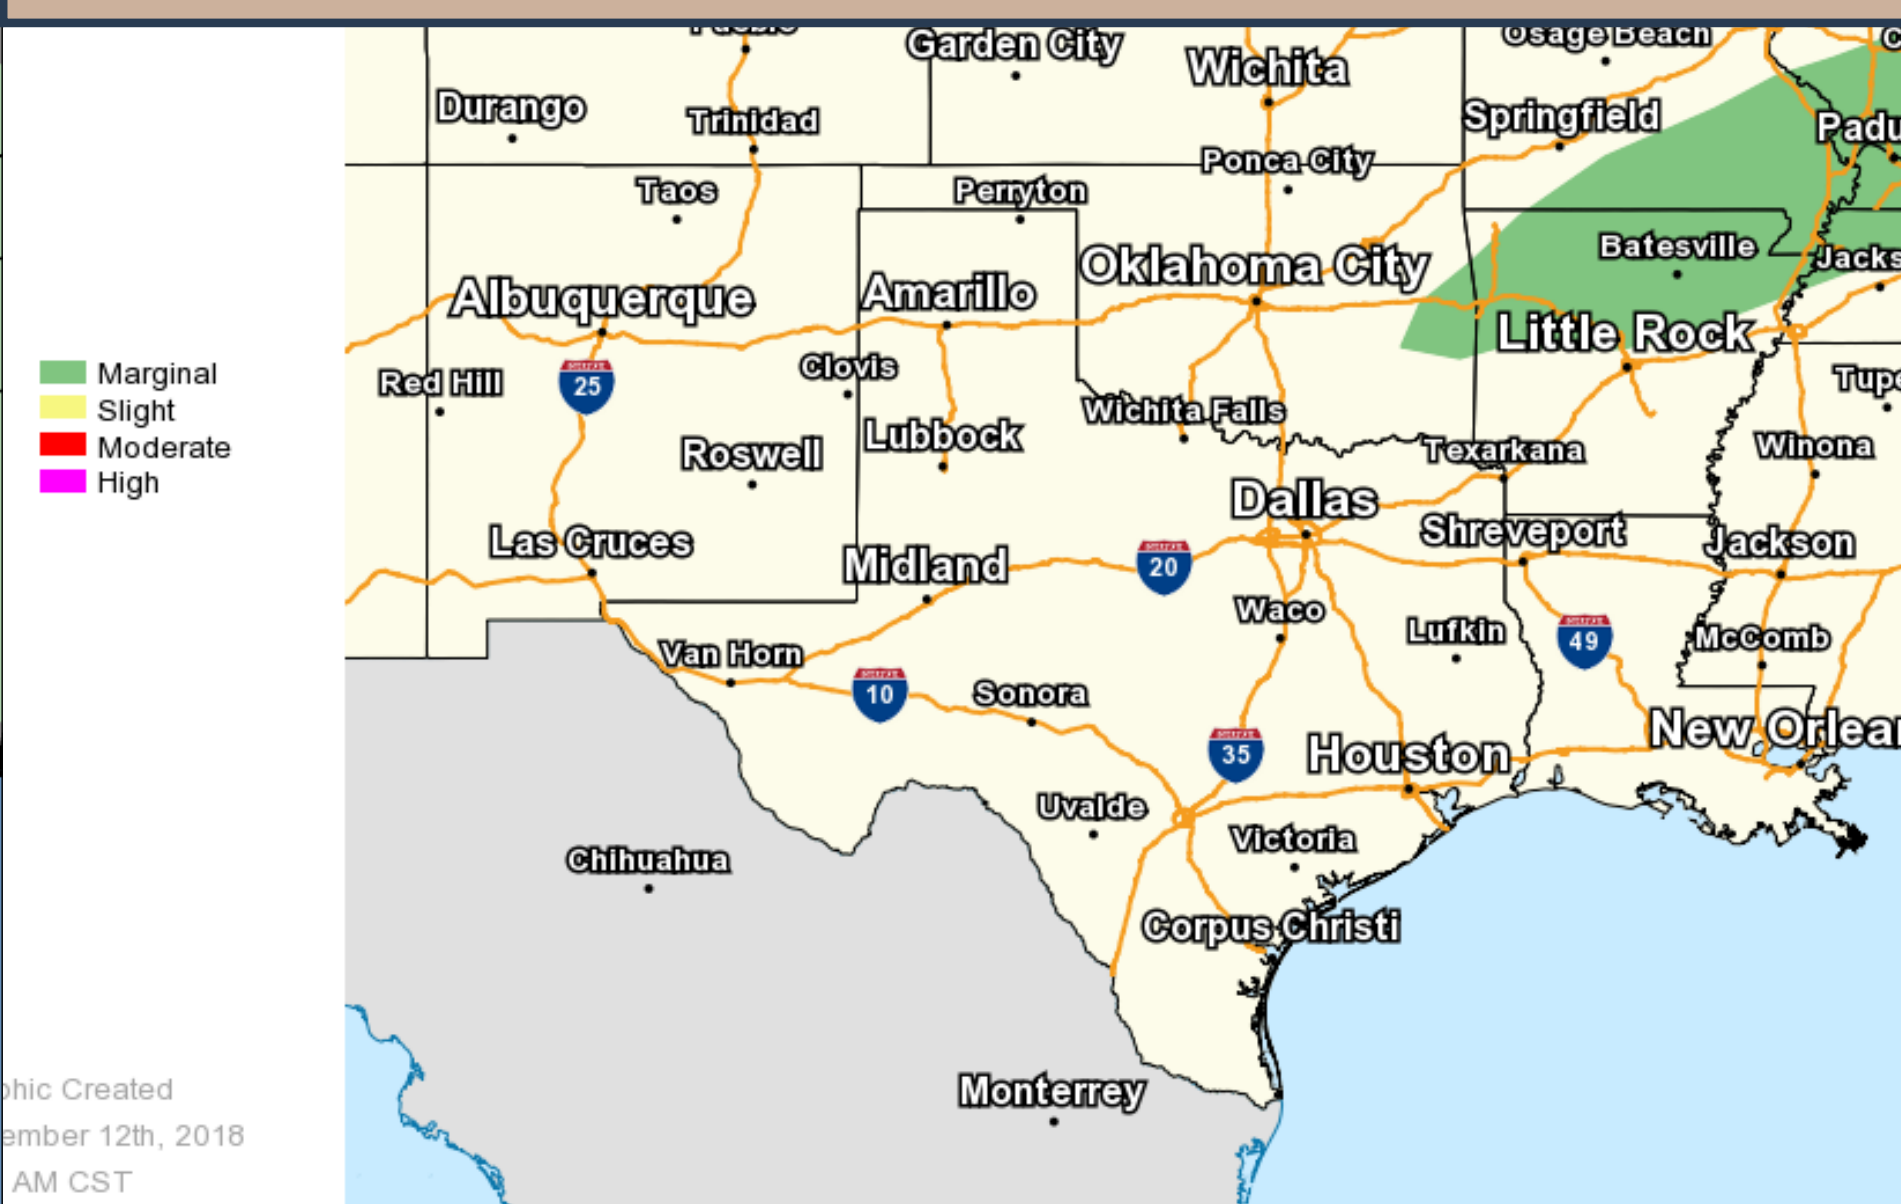 Pueblo
Garden City
Wichita
Osage Beach
Durango
Trinidad
Springfield
Padu
Ponca City
Taos
Perryton
Batesville
Jacks
Oklahoma City
Albuquerque
Amarillo
Little Rock
Marginal
Slight
Moderate
High
Red Hill
25
Clovis
Tupe
Wichita Falls
Lubbock
Roswell
Texarkana
Winona
Dallas
Shreveport
Jackson
Las Cruces
Midland
20
Waco
Lufkin
49
McComb
Van Horn
10
Sonora
New Orlean
35
Houston
Uvalde
Victoria
Chihuahua
Corpus Christi
Monterrey
phic Created
ember 12th, 2018
AM CST